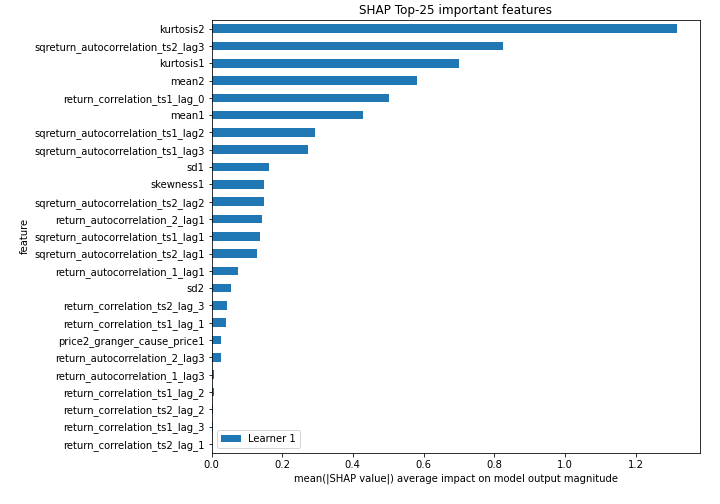 SHAP Top-25 important features
kurtosis2
sqreturn_autocorrelation_ts2_lag3
kurtosis1
mean2
return_correlation_ts1_lag_0
mean1
sqreturn_autocorrelation_ts1_lag2
sqreturn_autocorrelation_ts1_lag3
sd1
skewness1
sqreturn_autocorrelation_ts2_lag2
return_autocorrelation_2_lag1
sqreturn_autocorrelation_ts1_lag1
sqreturn_autocorrelation_ts2_lag1
return_autocorrelation_1_lag1
sd2
return_correlation_ts2_lag_3
return_correlation_ts1_lag_1
price2_granger_cause_price1
return_autocorrelation_2_lag3
return_autocorrelation_1_lag3
return_correlation_ts1_lag_2
return_correlation_ts2_lag_2
return_correlation_ts1_lag_3
return_correlation_ts2_lag_1
feature
Learner 1
0.0 0.2 0.4 0.6 0.8 1.0 1.2
mean(|SHAP value|) average impact on model output magnitude